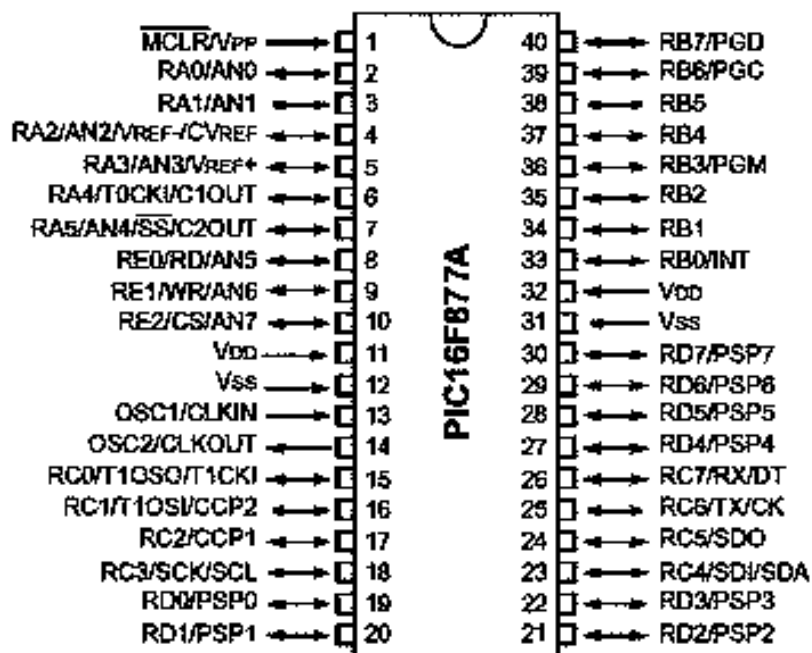 MCLR/VPP 1 40 RB7/PGD
RA0/AN0 2 39 RB6/PGC
RA1/AN1 3 38 RB5
RA2/AN2/VREF-/CVREF 4 37 RB4
RA3/AN3/VREF+ 5 36 RB3/PGM
RA4/T0CKI/C1OUT 6 35 RB2
RA5/AN4/SS/C2OUT 7 34 RB1
RE0/RD/AN5 8 33 RB0/INT
RE1/WR/AN6 9 32 VDD
RE2/CS/AN7 10 31 VSS
VDD 11 30 RD7/PSP7
VSS 12 29 RD6/PSP6
OSC1/CLKIN 13 28 RD5/PSP5
OSC2/CLKOUT 14 27 RD4/PSP4
RC0/T1OSO/T1CKI 15 26 RC7/RX/DT
RC1/T1OSI/CCP2 16 25 RC6/TX/CK
RC2/CCP1 17 24 RC5/SDO
RC3/SCK/SCL 18 23 RC4/SDI/SDA
RD0/PSP0 19 22 RD3/PSP3
RD1/PSP1 20 21 RD2/PSP2
PIC16F877A